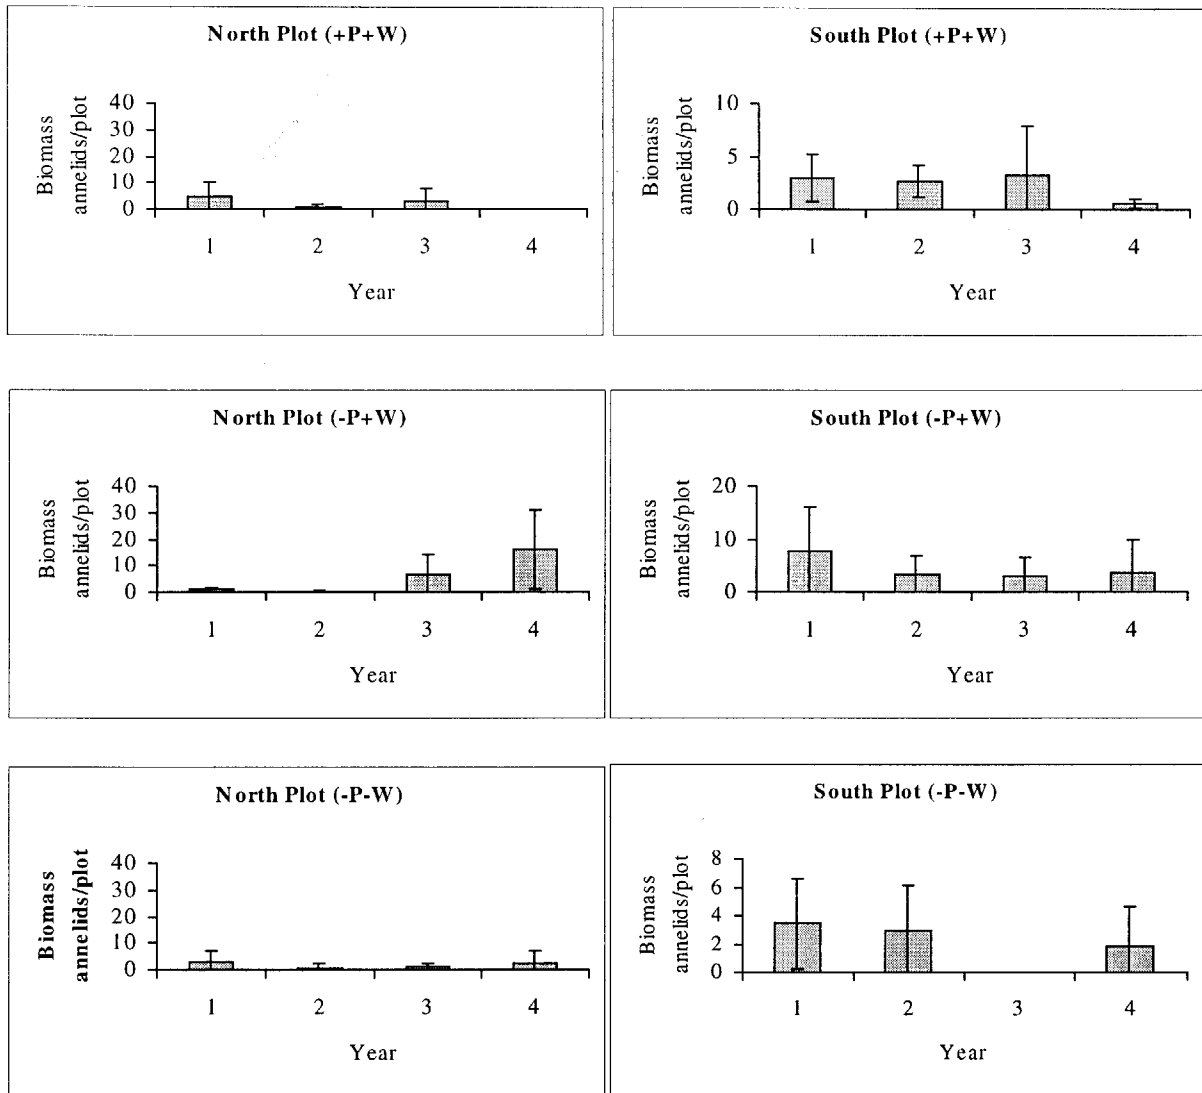 North Plot (+P+W)
Biomass
annelids/plot
40
30
20
10
0
1 2 3 4
Year
South Plot (+P+W)
Biomass
annelids/plot
10
5
0
1 2 3 4
Year
North Plot (-P+W)
Biomass
annelids/plot
40
30
20
10
0
1 2 3 4
Year
South Plot (-P+W)
Biomass
annelids/plot
20
10
0
1 2 3 4
Year
North Plot (-P-W)
Biomass
annelids/plot
40
30
20
10
0
1 2 3 4
Year
South Plot (-P-W)
Biomass
annelids/plot
8
6
4
2
0
1 2 3 4
Year